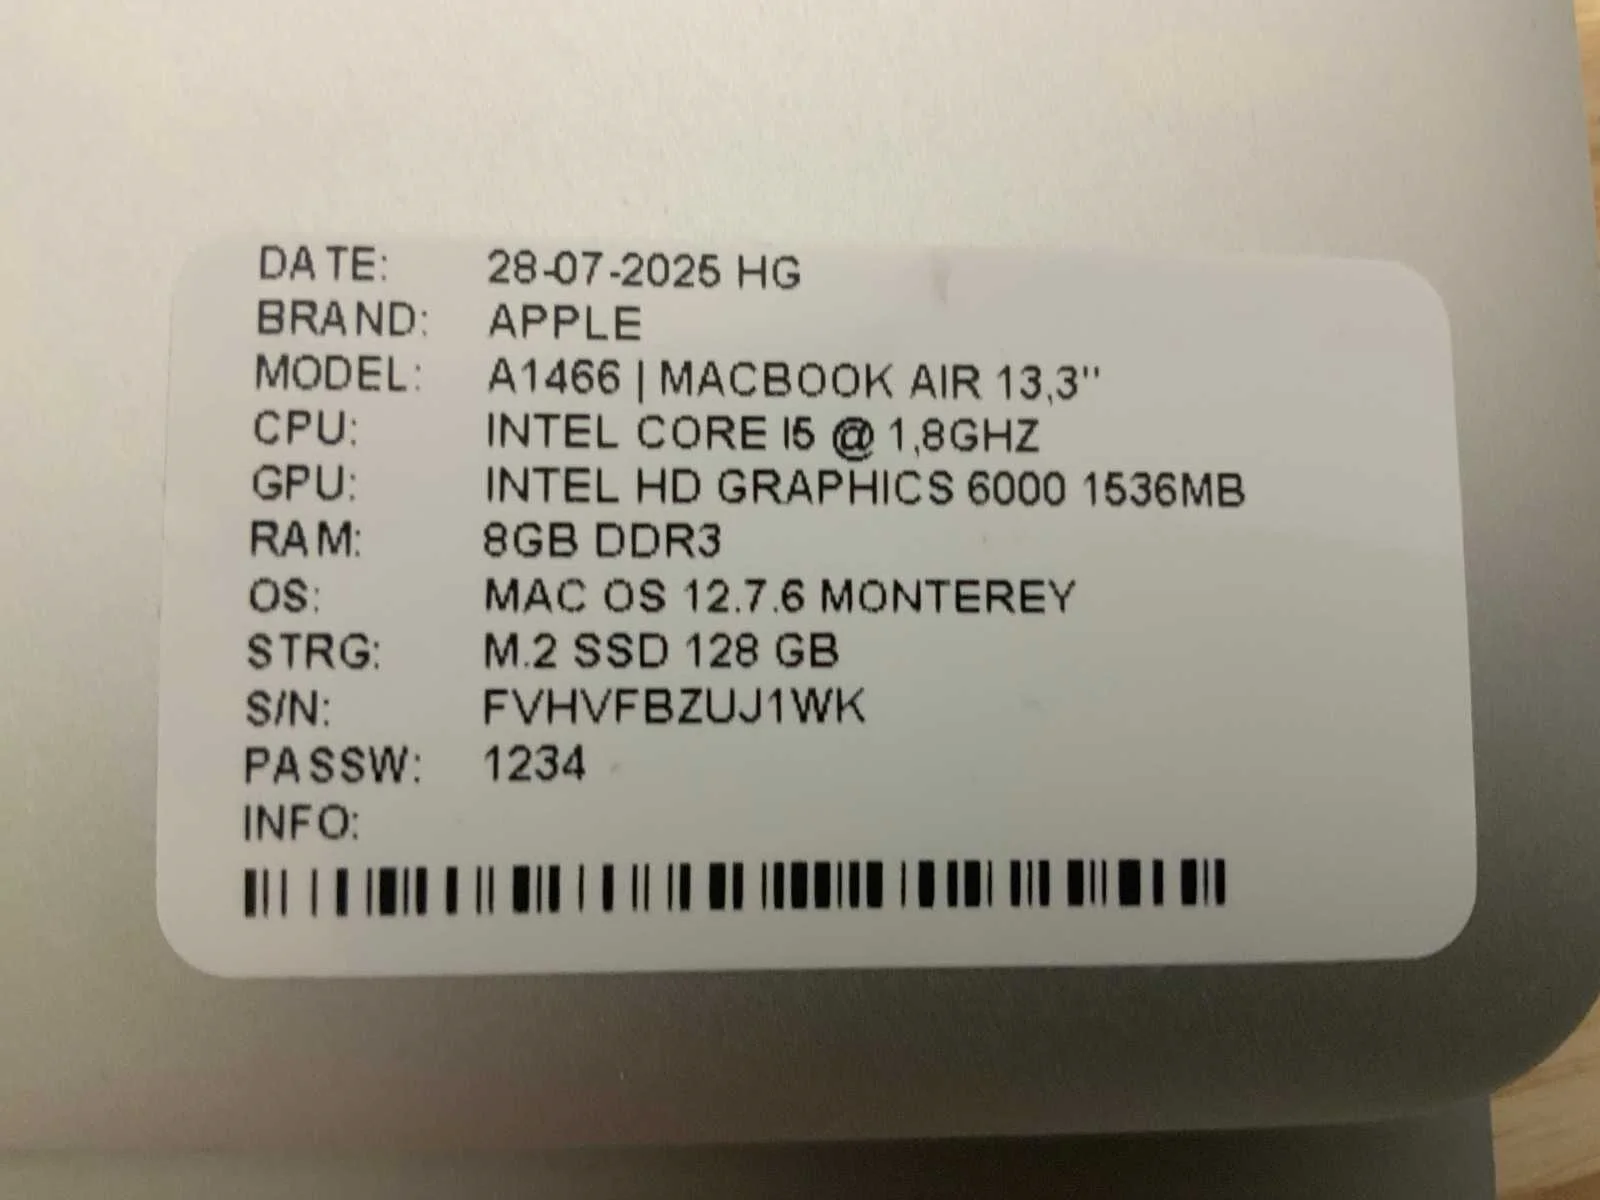 DATE: 28-07-2025 HG
BRAND: APPLE
MODEL: A1466 | MACBOOK AIR 13,3"
CPU: INTEL CORE I5 @ 1,8GHZ
GPU: INTEL HD GRAPHICS 6000 1536MB
RAM: 8GB DDR3
OS: MAC OS 12.7.6 MONTEREY
STRG: M.2 SSD 128 GB
S/N: FVHVFBZUJ1WK
PASSW: 1234
INFO: